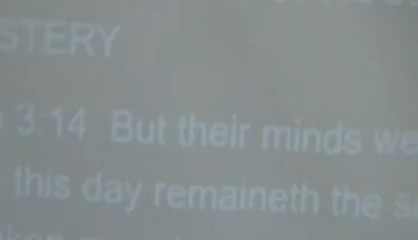 STERY
3:14 But their minds we
this day remaineth the s